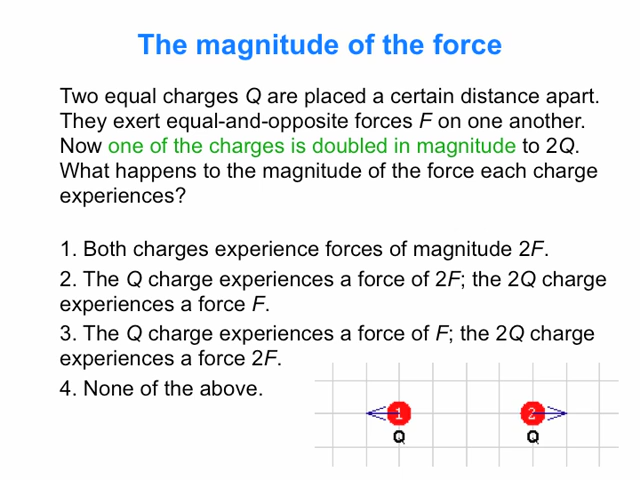 The magnitude of the force
Two equal charges Q are placed a certain distance apart.
They exert equal-and-opposite forces F on one another.
Now one of the charges is doubled in magnitude to 2Q.
What happens to the magnitude of the force each charge
experiences?
1. Both charges experience forces of magnitude 2F.
2. The Q charge experiences a force of 2F; the 2Q charge
experiences a force F.
3. The Q charge experiences a force of F; the 2Q charge
experiences a force 2F.
4. None of the above.
1 2
Q Q